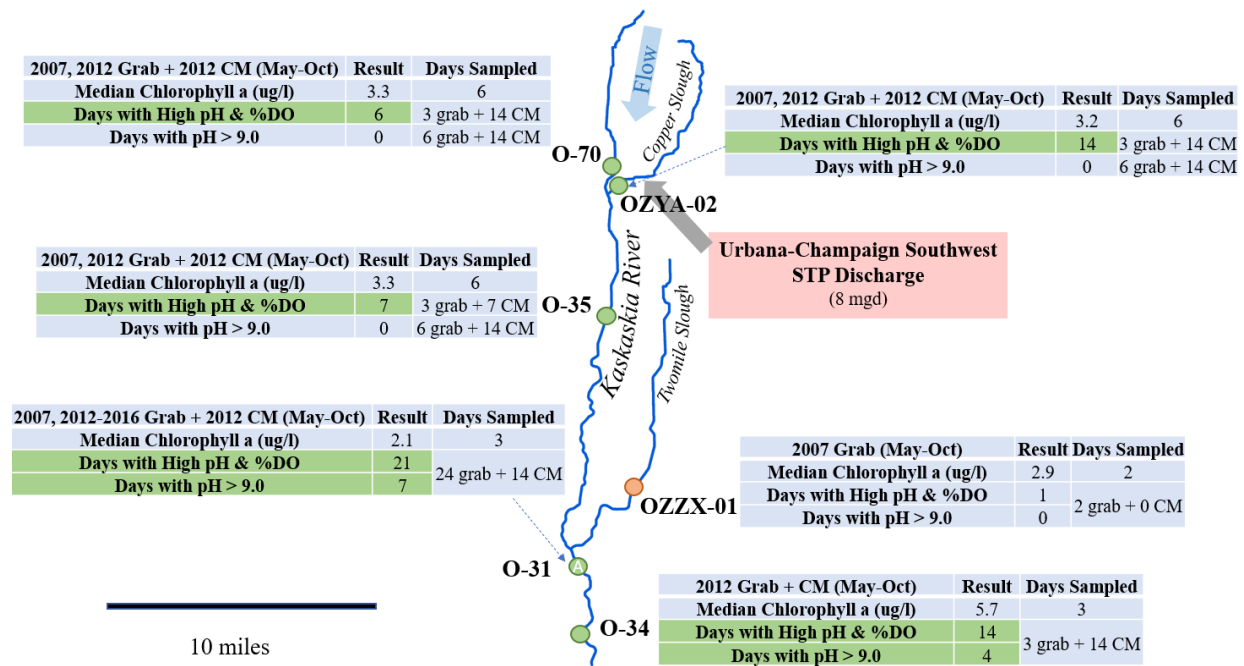 2007, 2012 Grab + 2012 CM (May-Oct) Result Days Sampled
Median Chlorophyll a (ug/l) 3.3 6
Days with High pH & %DO 6 3 grab + 14 CM
Days with pH > 9.0 0 6 grab + 14 CM
Flow
Copper Slough
2007, 2012 Grab + 2012 CM (May-Oct) Result Days Sampled
Median Chlorophyll a (ug/l) 3.2 6
Days with High pH & %DO 14 3 grab + 14 CM
Days with pH > 9.0 0 6 grab + 14 CM
O-70
OZYA-02
Urbana-Champaign Southwest
STP Discharge
(8 mgd)
2007, 2012 Grab + 2012 CM (May-Oct) Result Days Sampled
Median Chlorophyll a (ug/l) 3.3 6
Days with High pH & %DO 7 3 grab + 7 CM
Days with pH > 9.0 0 6 grab + 14 CM
O-35
Kaskaskia River
Twomile Slough
2007, 2012-2016 Grab + 2012 CM (May-Oct) Result Days Sampled
Median Chlorophyll a (ug/l) 2.1 3
Days with High pH & %DO 21 24 grab + 14 CM
Days with pH > 9.0 7
2007 Grab (May-Oct) Result Days Sampled
Median Chlorophyll a (ug/l) 2.9 2
Days with High pH & %DO 1 2 grab + 0 CM
Days with pH > 9.0 0
OZZX-01
O-31
A
2012 Grab + CM (May-Oct) Result Days Sampled
Median Chlorophyll a (ug/l) 5.7 3
Days with High pH & %DO 14 3 grab + 14 CM
Days with pH > 9.0 4
O-34
10 miles